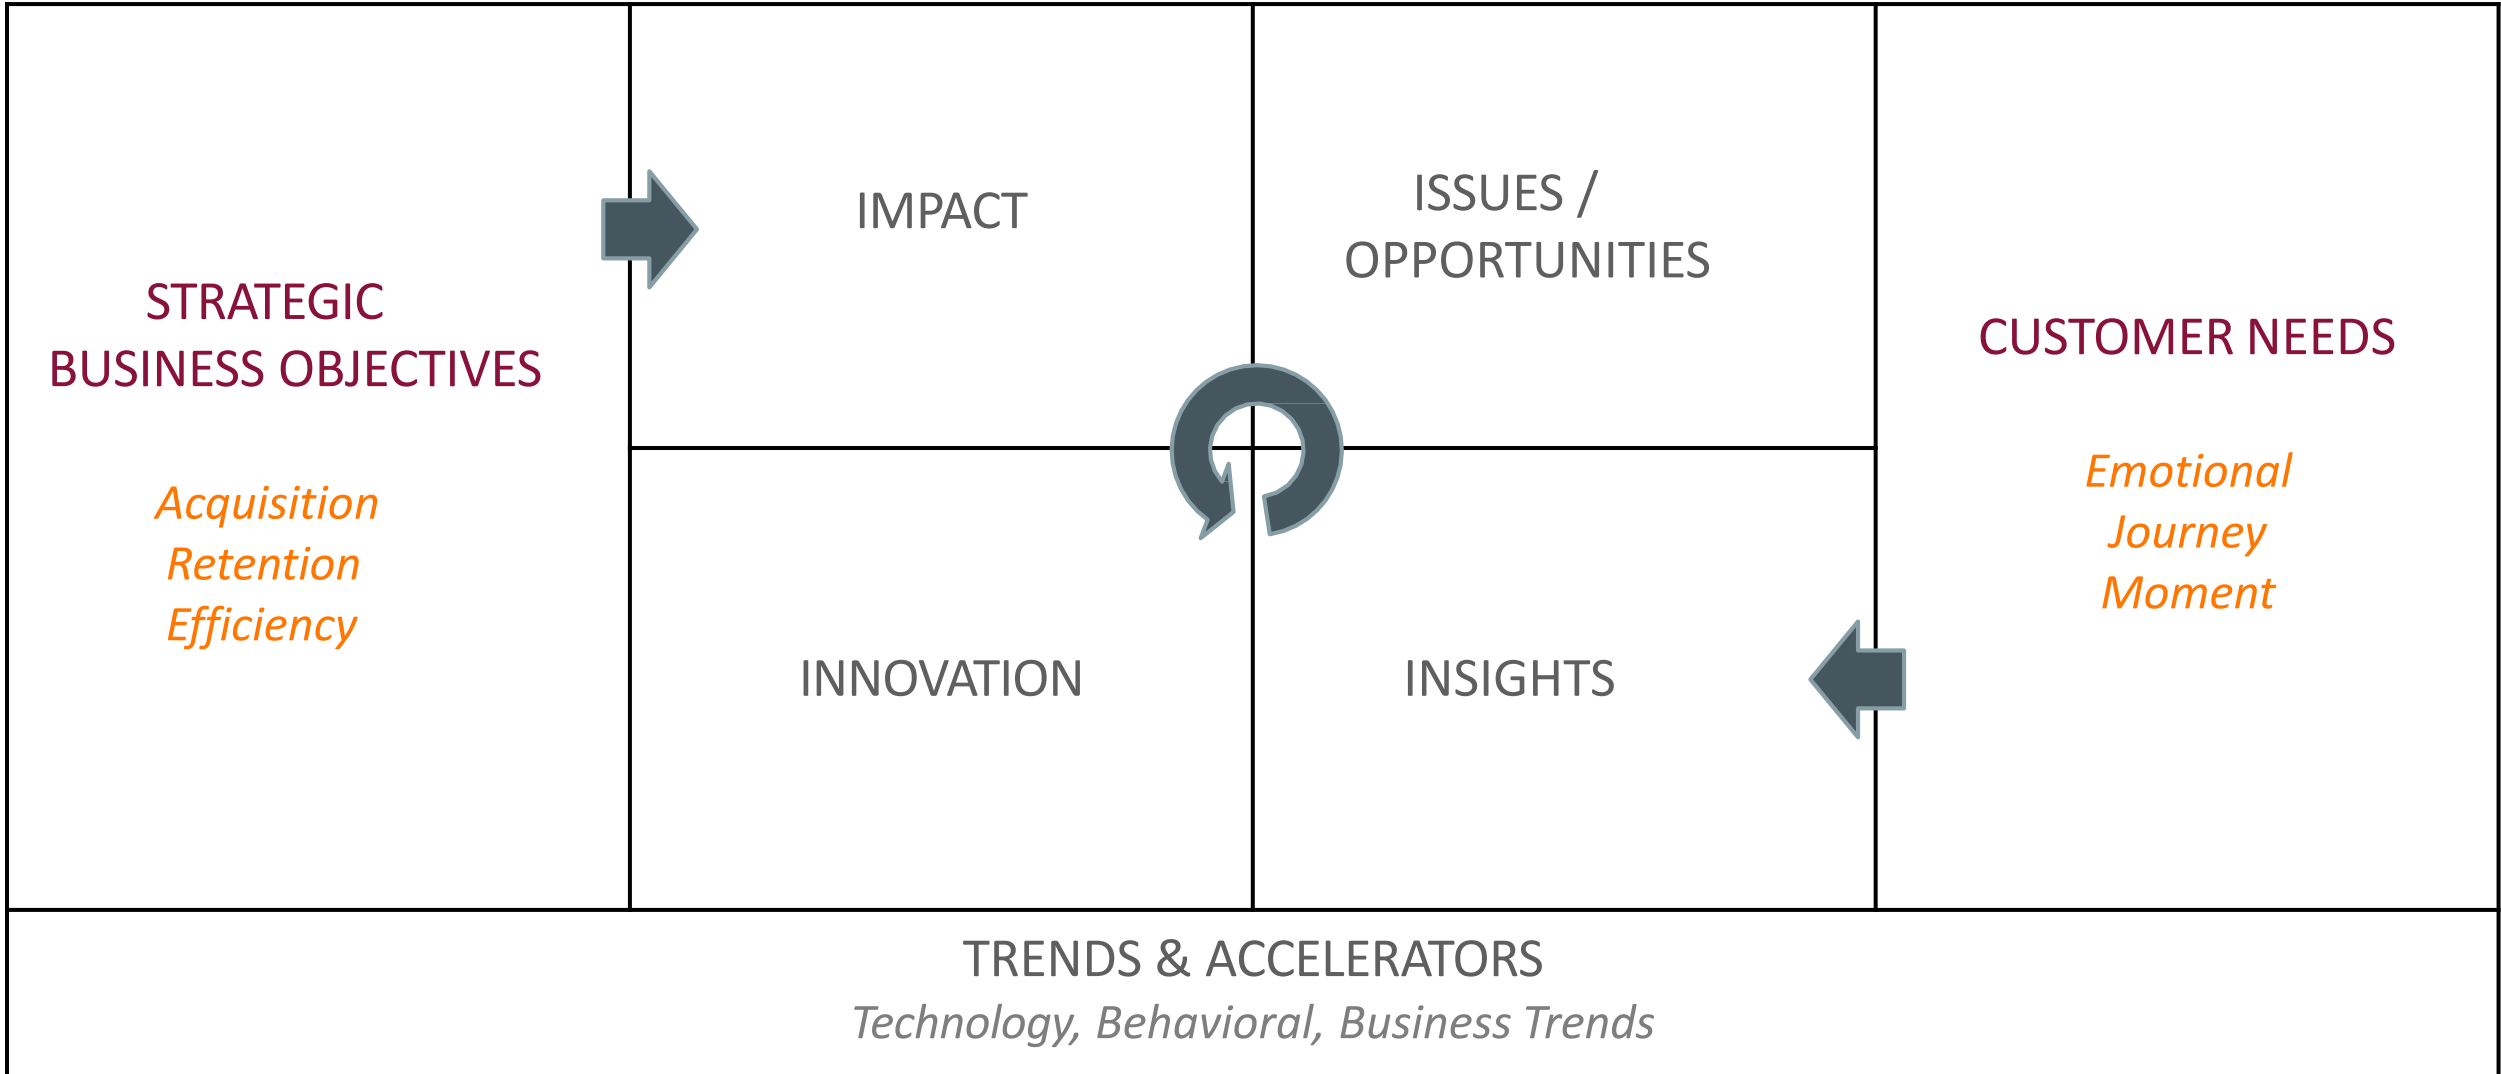 STRATEGIC
BUSINESS OBJECTIVES
Acquisition
Retention
Efficiency
IMPACT
ISSUES /
OPPORTUNITIES
INNOVATION
INSIGHTS
CUSTOMER NEEDS
Emotional
Journey
Moment
TRENDS & ACCELERATORS
Technology, Behavioral, Business Trends